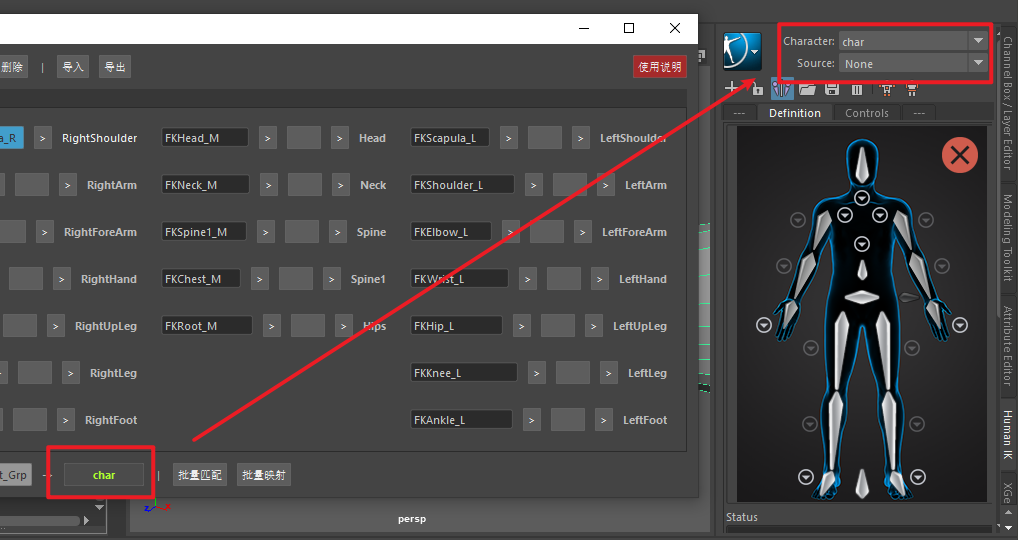 删除 | 导入 导出 使用说明
Character: char
Source: None
--- Definition Controls ---
a_R > RightShoulder FKHead_M > > Head FKScapula_L > > LeftShoulder
> RightArm FKNeck_M > > Neck FKShoulder_L > > LeftArm
> RightForeArm FKSpine1_M > > Spine FKElbow_L > > LeftForeArm
> RightHand FKChest_M > > Spine1 FKWrist_L > > LeftHand
> RightUpLeg FKRoot_M > > Hips FKHip_L > > LeftUpLeg
> RightLeg FKKnee_L > > LeftLeg
> RightFoot FKAnkle_L > > LeftFoot
t_Grp char | 批量匹配 批量映射
persp
Status
Channel Box / Layer Editor
Modeling Toolkit
Attribute Editor
Human IK
XGe